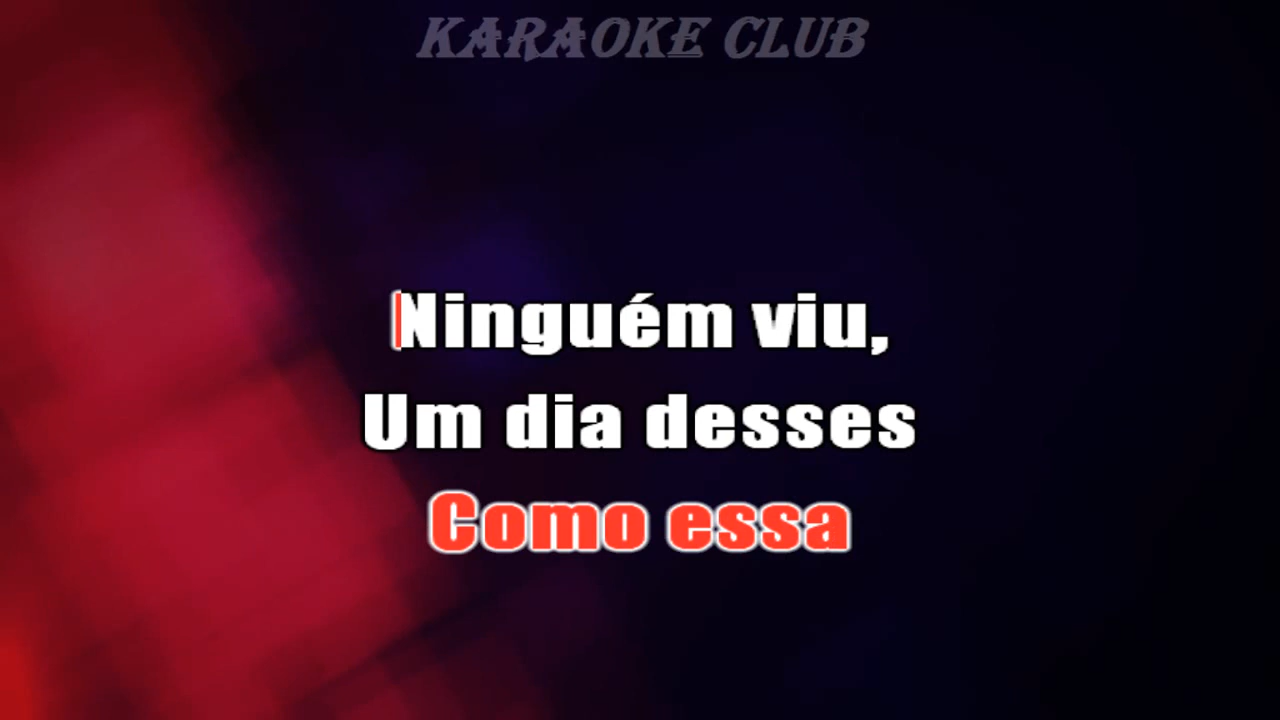 KARAOKE CLUB
Ninguém viu,
Um dia desses
Como essa